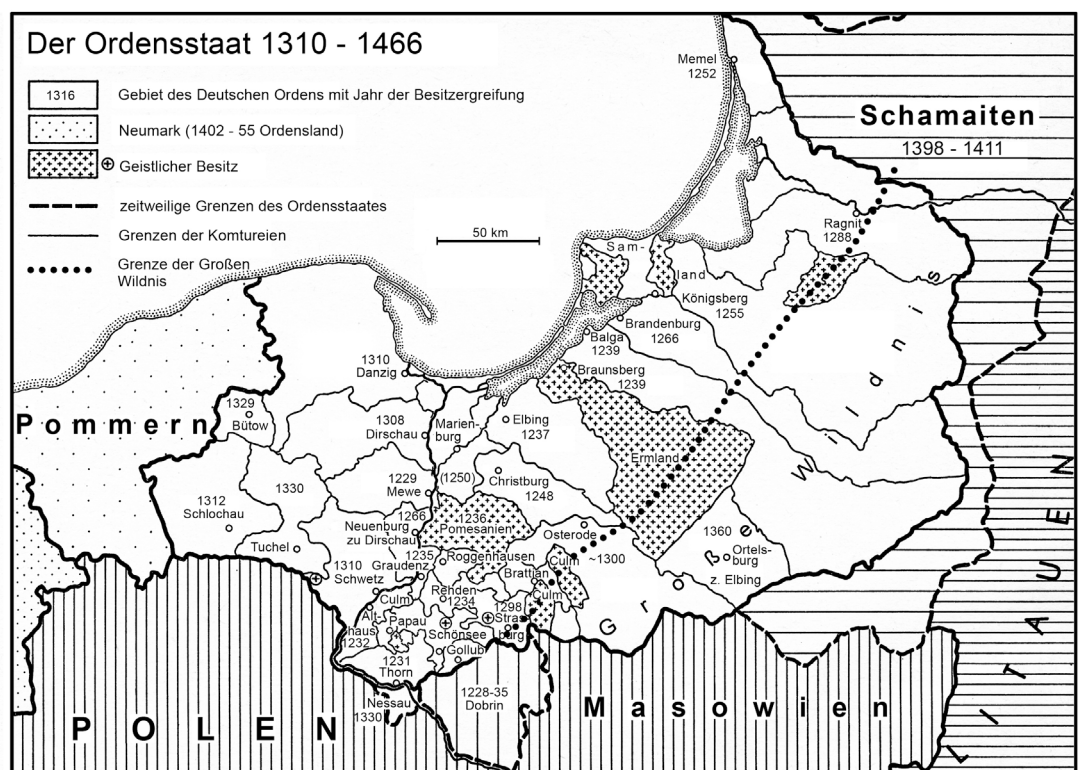 Der Ordensstaat 1310 - 1466
1316
Gebiet des Deutschen Ordens mit Jahr der Besitzergreifung
Neumark (1402 - 55 Ordensland)
Geistlicher Besitz
zeitweilige Grenzen des Ordensstaates
Grenzen der Komtureien
Grenze der Großen
Wildnis
50 km
Memel
1252
Schamaiten
1398 - 1411
Ragnit
1288
Sam-
land
Königsberg
1255
Brandenburg
1266
Balga
1239
Braunsberg
1239
1310
Danzig
Pommern
1329
Bütow
1308
Dirschau
Marien-
burg
(1250)
Elbing
1237
Ermland
Große Wildnis
1330
1229
Mewe
Christburg
1248
1312
Schlochau
1266
Neuenburg
zu Dirschau
1236
Pomesanien
Osterode
~1300
1360
Ortels-
burg
z. Elbing
Tuchel
1310
Schwetz
1235
Graudenz
Roggenhausen
Culm
Brattian
Culm
Rehden
1234
Culm
Alt-
haus
1232
Papau
1298
Stras
burg
Schönsee
Gollub
1231
Thorn
Nessau
1330
1228-35
Dobrin
POLEN
Masowien
LITAUEN